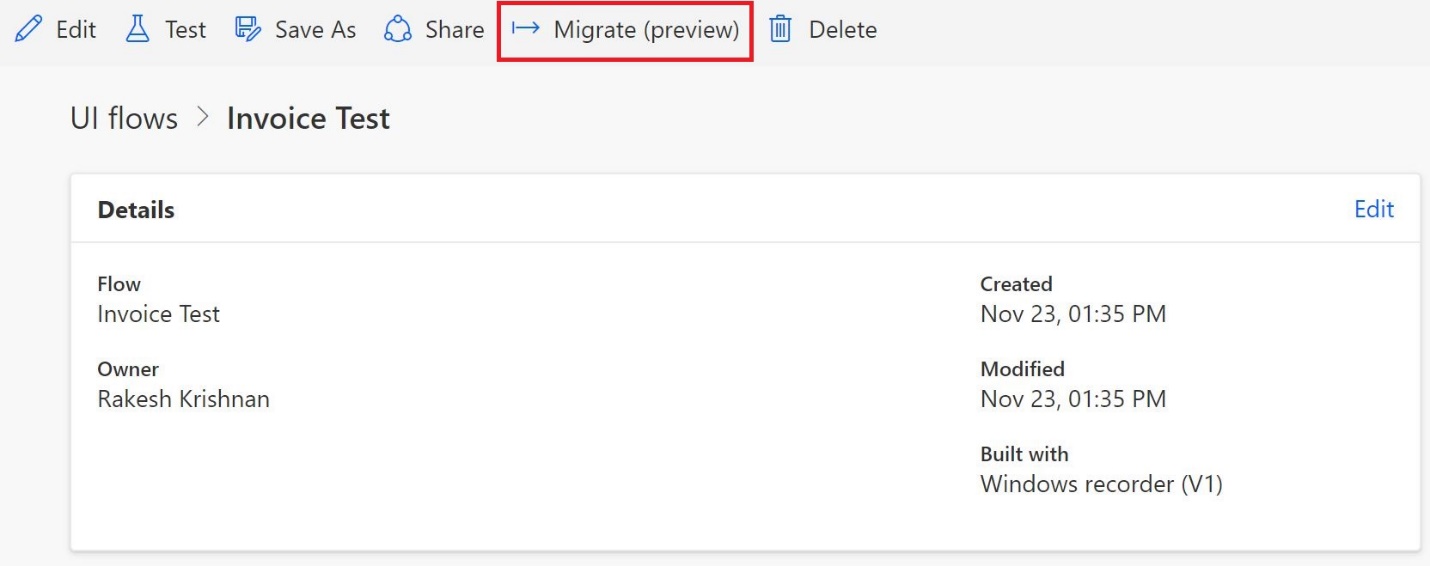 Edit Test Save As Share Migrate (preview) Delete
UI flows > Invoice Test
Details Edit
Flow Created
Invoice Test Nov 23, 01:35 PM
Owner Modified
Rakesh Krishnan Nov 23, 01:35 PM
Built with
Windows recorder (V1)